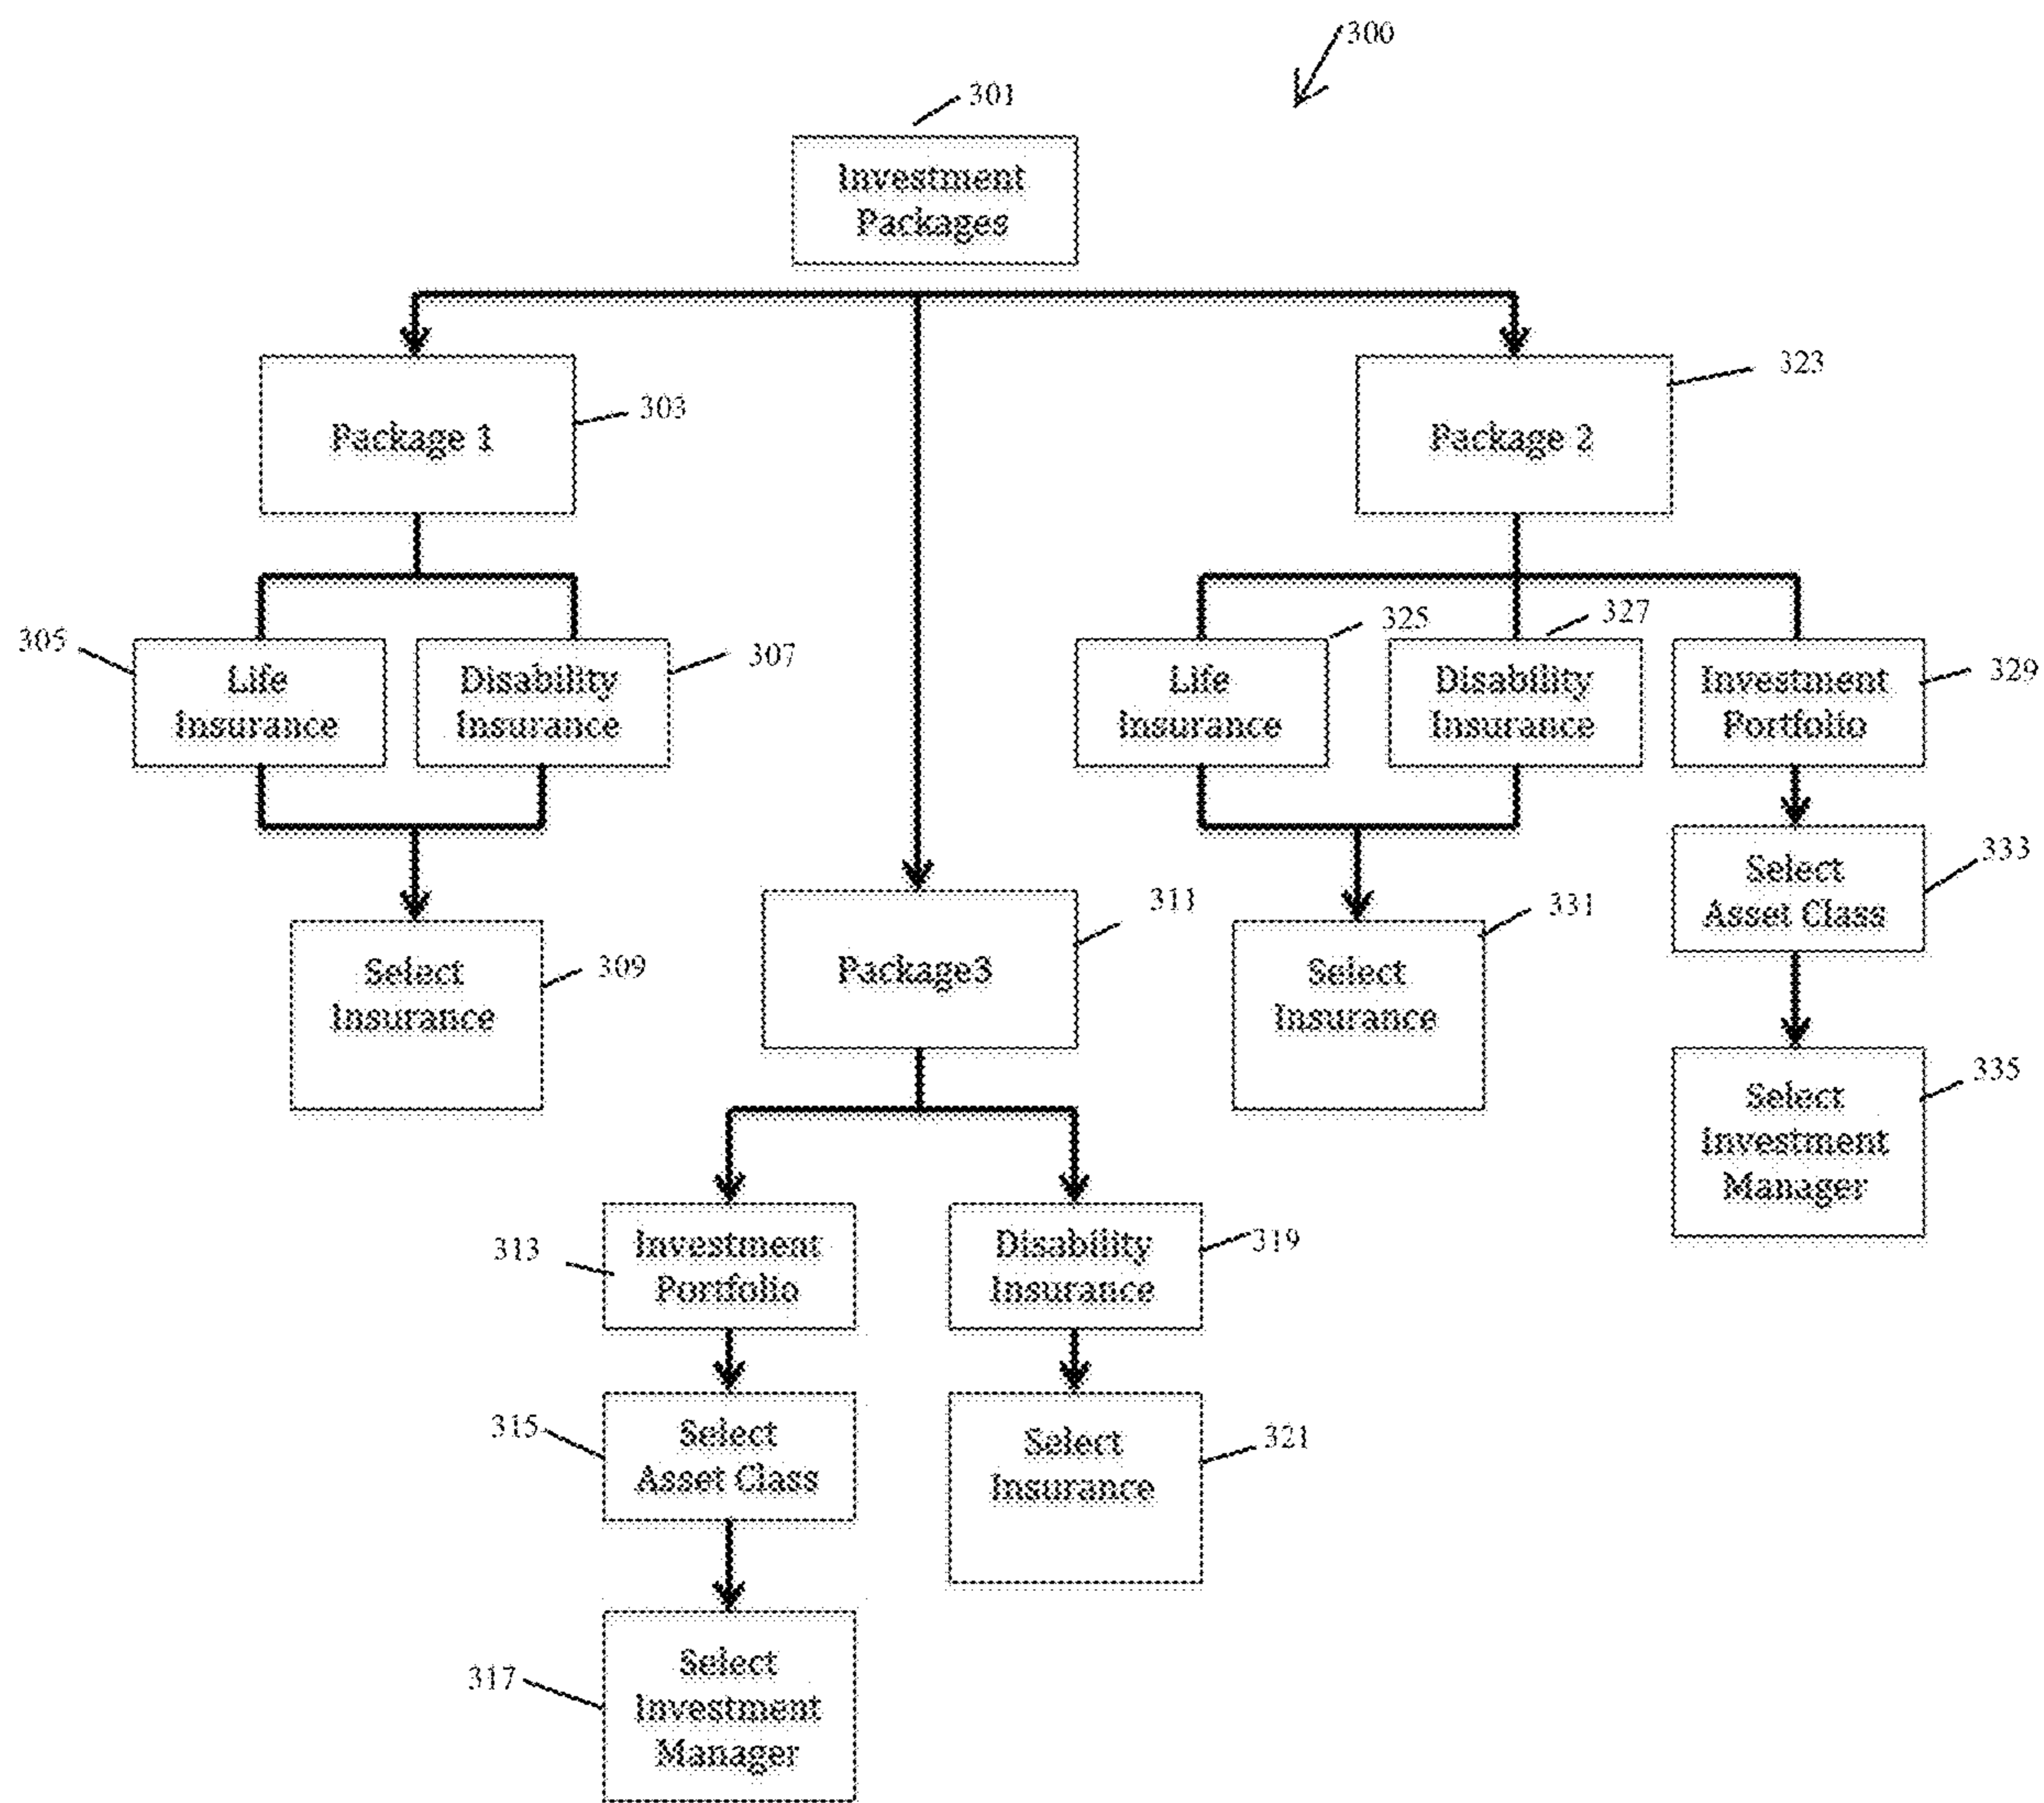 300
301
Investment
Packages
323
303
Package 1
Package 2
305
307
325
327
329
Life
Insurance
Disability
Insurance
Life
Insurance
Disability
Insurance
Investment
Portfolio
333
Select
Asset Class
311
331
309
Select
Insurance
Package3
Select
Insurance
335
Select
Investment
Manager
313
Investment
Portfolio
Disability
Insurance
319
315
Select
Asset Class
Select
Insurance
321
317
Select
Investment
Manager